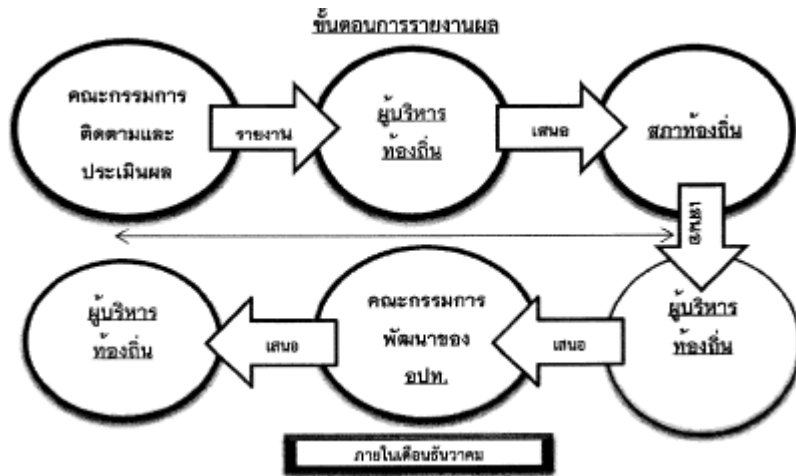 ขั้นตอนการรายงานผล
คณะกรรมการ
ติดตามและ
ประเมินผล
รายงาน
ผู้บริหาร
ท้องถิ่น
เสนอ
สภาท้องถิ่น
เสนอ
ผู้บริหาร
ท้องถิ่น
เสนอ
คณะกรรมการ
พัฒนาของ
อปท.
เสนอ
ผู้บริหาร
ท้องถิ่น
ภายในเดือนธันวาคม